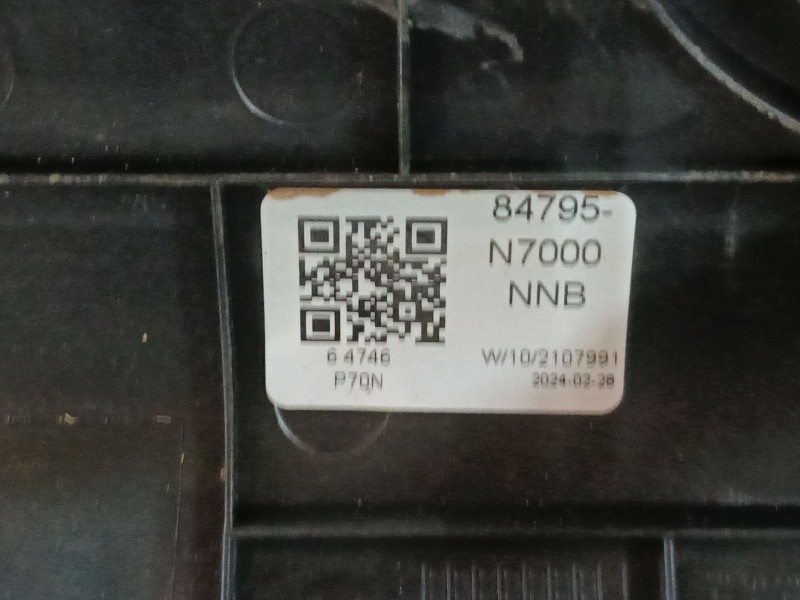 84795-
N7000
NNB
6 4746
W/10/2107991
P70N
2024-03-28